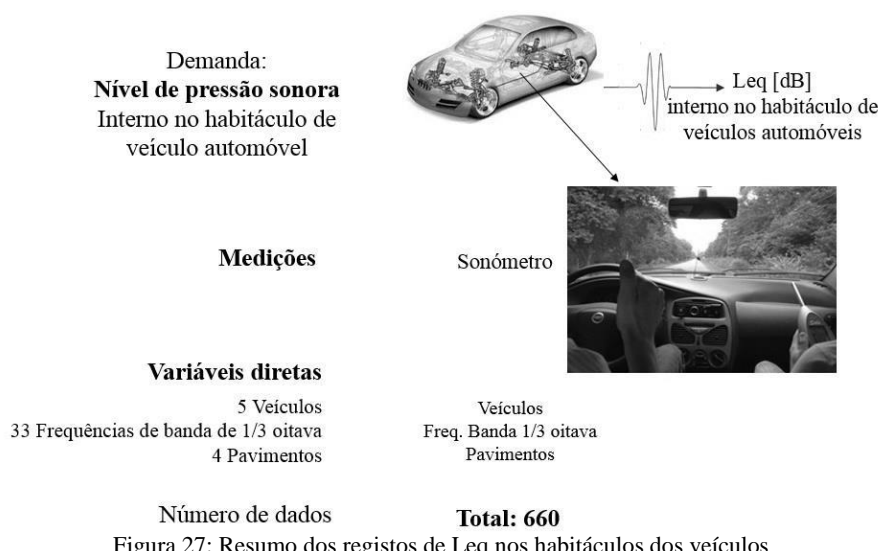 Demanda:
Nível de pressão sonora
Interno no habitáculo de
veículo automóvel
Leq [dB]
interno no habitáculo de
veículos automóveis
Medições
Sonómetro
Variáveis diretas
5 Veículos
33 Frequências de banda de 1/3 oitava
4 Pavimentos
Veículos
Freq. Banda 1/3 oitava
Pavimentos
Número de dados
Total: 660
Figura 27: Resumo dos registos de Leq nos habitáculos dos veículos